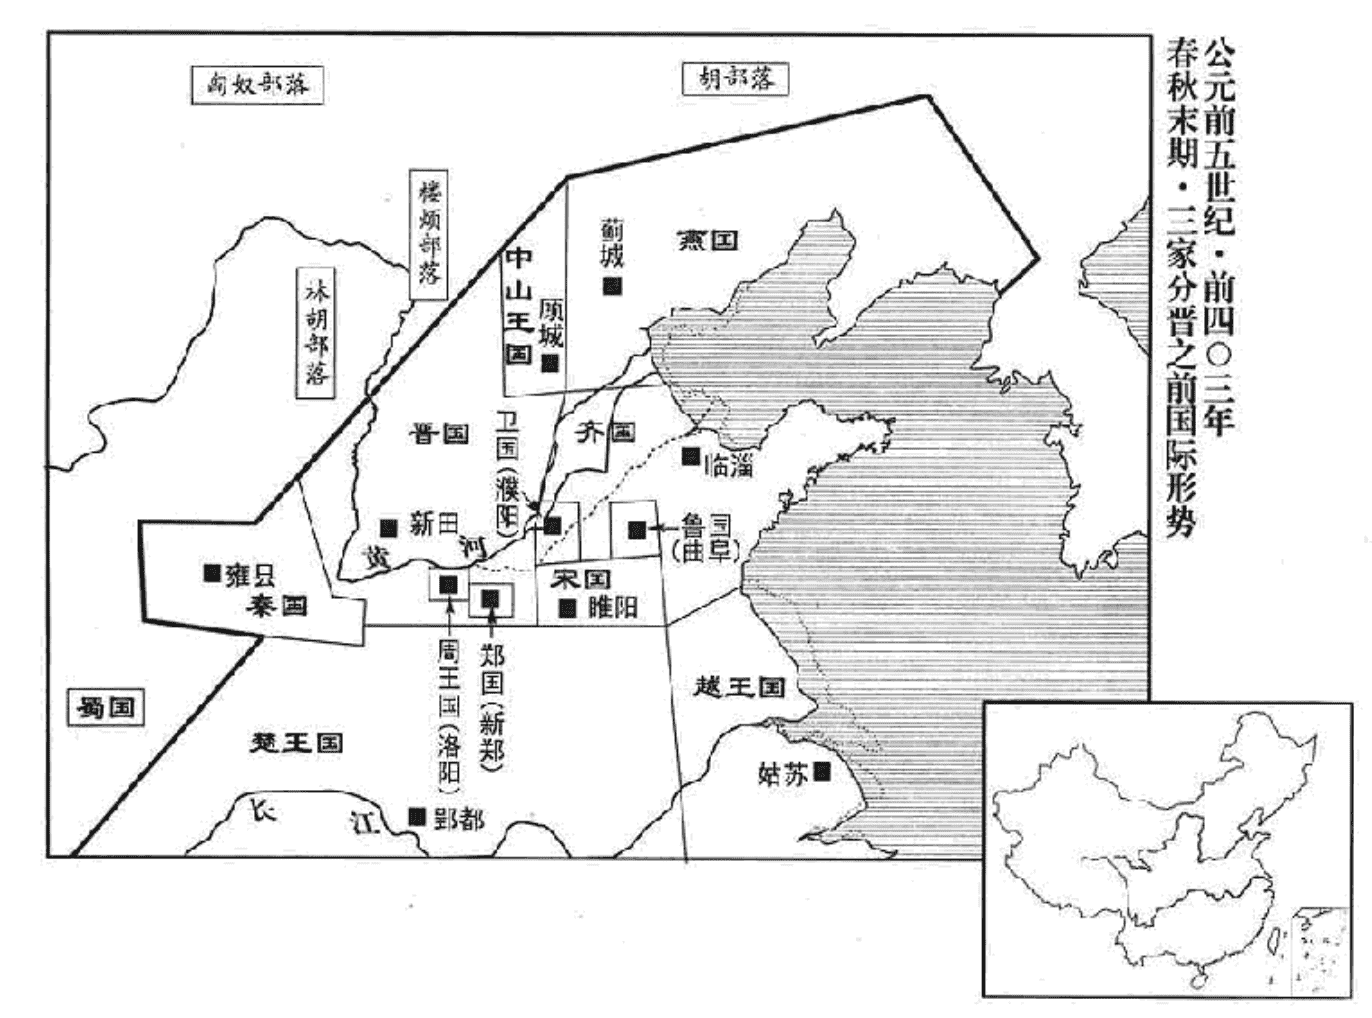 公元前五世纪·前四〇三年
春秋末期·三家分晋之前国际形势
匈奴部落
胡部落
楼烦部落
林胡部落
中山王国
顾城
蓟城
燕国
晋国
卫国(濮阳)
齐国
临淄
新田
黄河
鲁国
(曲阜)
雍县
秦国
宋国
睢阳
周王国(洛阳)
郑国(新郑)
蜀国
楚王国
越王国
姑苏
长江
郢都